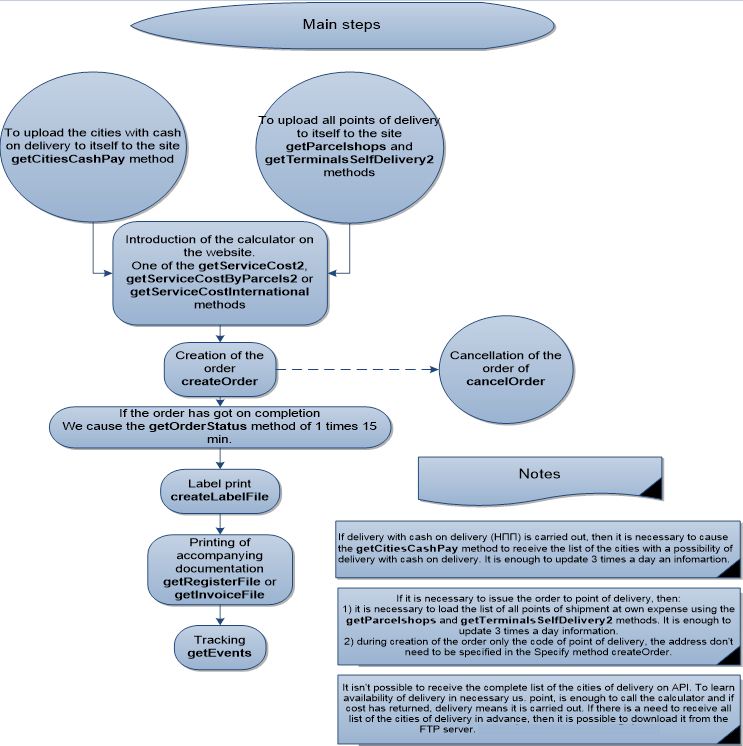 Main steps
To upload the cities with cash
on delivery to itself to the site
getCitiesCashPay method
To upload all points of delivery
to itself to the site
getParcelshops and
getTerminalsSelfDelivery2
methods
Introduction of the calculator on
the website.
One of the getServiceCost2,
getServiceCostByParcels2 or
getServiceCostInternational
methods
Creation of the
order
createOrder
Cancellation of the
order of
cancelOrder
If the order has got on completion
We cause the getOrderStatus method of 1 times 15
min.
Label print
createLabelFile
Printing of
accompanying
documentation
getRegisterFile or
getInvoiceFile
Tracking
getEvents
Notes
If delivery with cash on delivery (НПП) is carried out, then it is necessary to cause
the getCitiesCashPay method to receive the list of the cities with a possibility of
delivery with cash on delivery. It is enough to update 3 times a day an infomartion.
If it is necessary to issue the order to point of delivery, then:
1) it is necessary to load the list of all points of shipment at own expense using the
getParcelshops and getTerminalsSelfDelivery2 methods. It is enough to
update 3 times a day information.
2) during creation of the order only the code of point of delivery, the address don't
need to be specified in the Specify method createOrder.
It isn't possible to receive the complete list of the cities of delivery on API. To learn
availability of delivery in necessary us. point, is enough to call the calculator and if
cost has returned, delivery means it is carried out. If there is a need to receive all
list of the cities of delivery in advance, then it is possible to download it from the
FTP server.